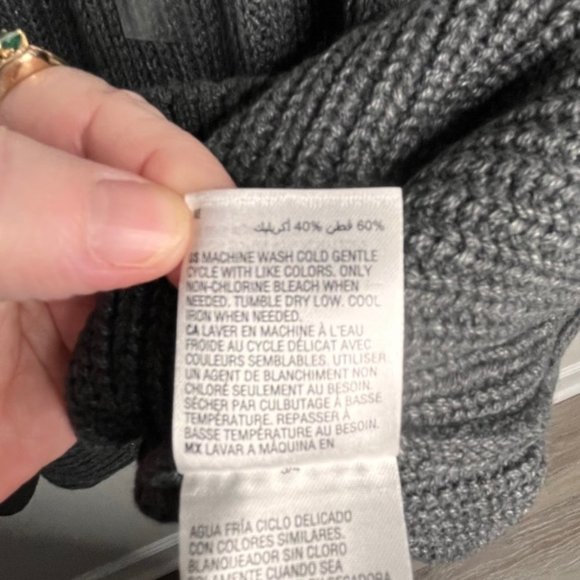 60% قطن 40% أكريليك
US MACHINE WASH COLD GENTLE
CYCLE WITH LIKE COLORS. ONLY
NON-CHLORINE BLEACH WHEN
NEEDED. TUMBLE DRY LOW. COOL
IRON WHEN NEEDED.
CA LAVER EN MACHINE À L'EAU
FROIDE AU CYCLE DÉLICAT AVEC
COULEURS SEMBLABLES. UTILISER
UN AGENT DE BLANCHIMENT NON
CHLORÉ SEULEMENT AU BESOIN.
SÉCHER PAR CULBUTAGE À BASSE
TEMPÉRATURE. REPASSER À
BASSE TEMPÉRATURE AU BESOIN.
MX LAVAR A MÁQUINA EN
AGUA FRÍA CICLO DELICADO
CON COLORES SIMILARES.
BLANQUEADOR SIN CLORO
CUANDO SEA